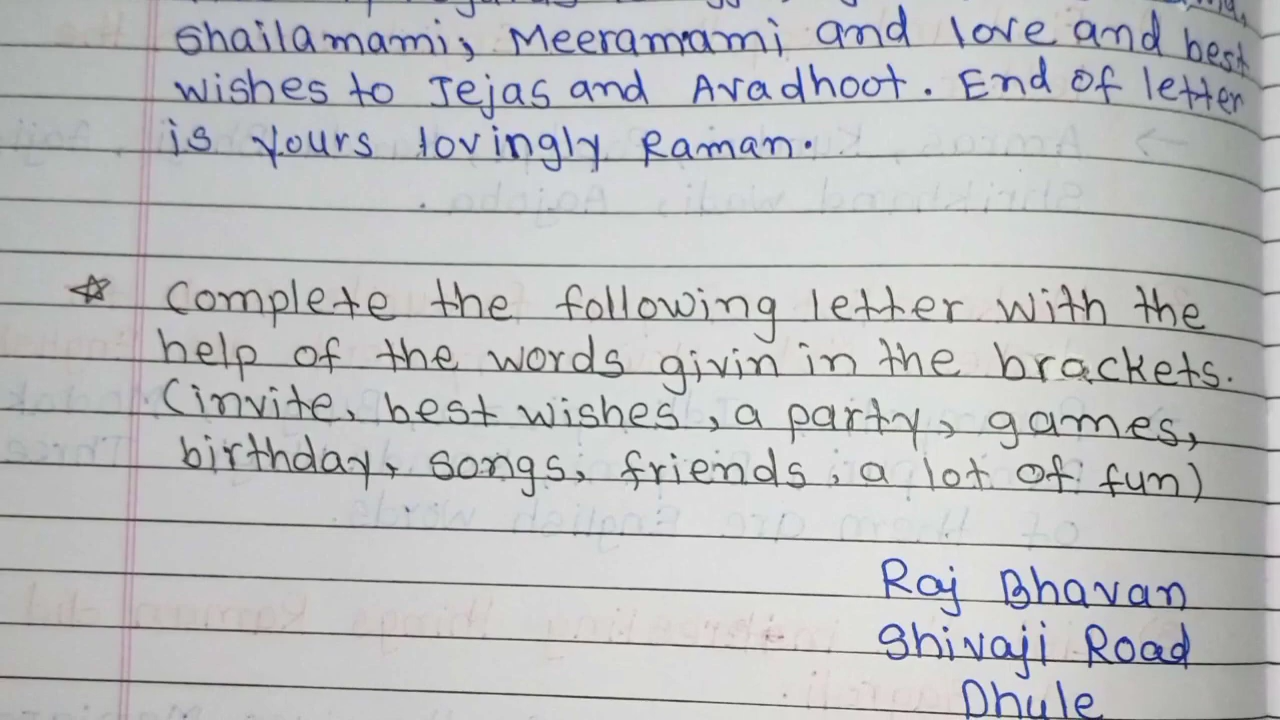 Shailamami, Meeramami and love and best
wishes to Tejas and Avadhoot. End of letter
is Yours lovingly Raman.
☆ Complete the following letter with the
help of the words givin in the brackets.
(invite, best wishes, a party, games,
birthday, songs, friends, a lot of fun)
Raj Bhavan
Shivaji Road
Dhule